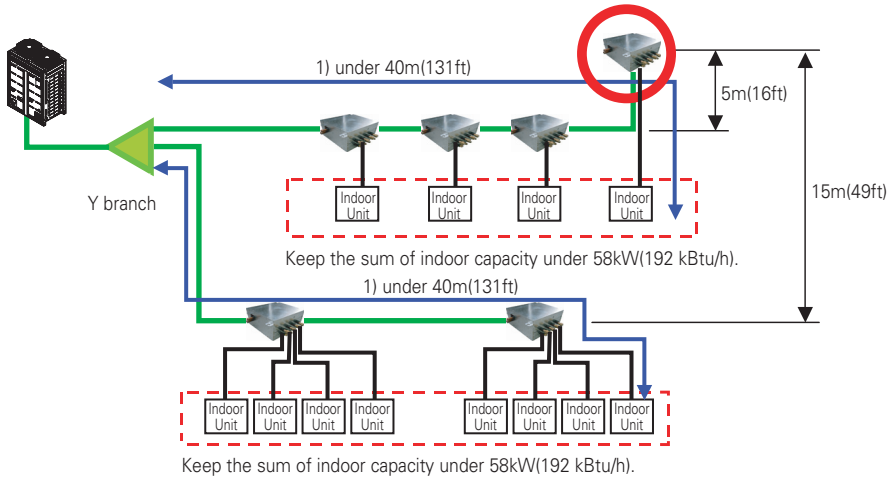 1) under 40m(131ft)
5m(16ft)
15m(49ft)
Y branch
Indoor
Unit
Indoor
Unit
Indoor
Unit
Indoor
Unit
Keep the sum of indoor capacity under 58kW(192 kBtu/h).
1) under 40m(131ft)
Indoor
Unit
Indoor
Unit
Indoor
Unit
Indoor
Unit
Indoor
Unit
Indoor
Unit
Indoor
Unit
Indoor
Unit
Keep the sum of indoor capacity under 58kW(192 kBtu/h).